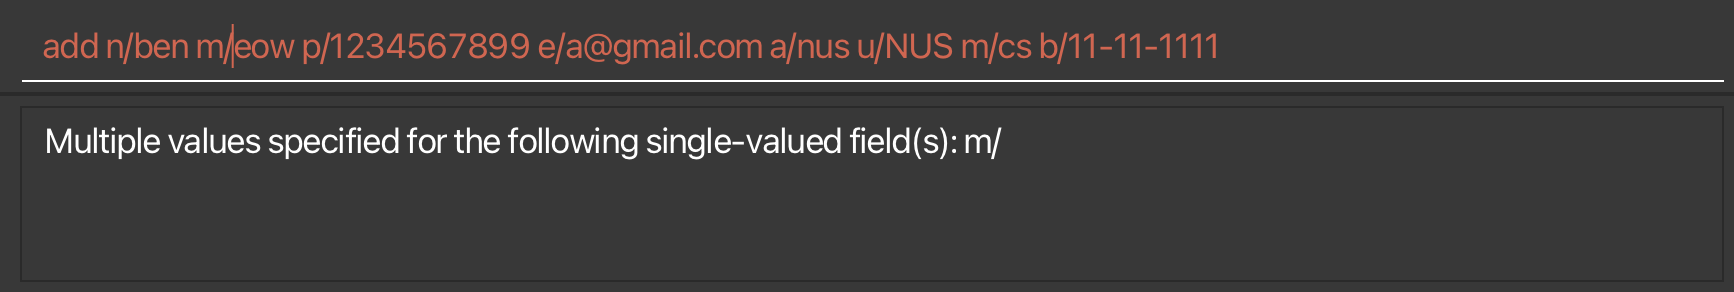 add n/ben m/eow p/1234567899 e/a@gmail.com a/nus u/NUS m/cs b/11-11-1111
Multiple values specified for the following single-valued field(s): m/